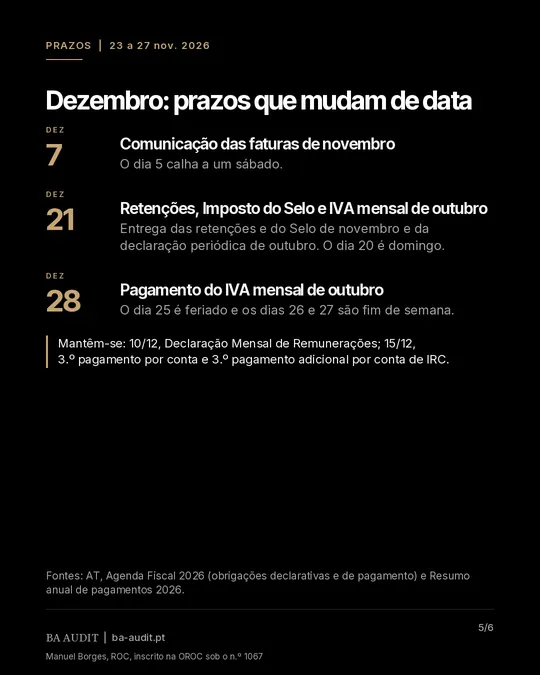 PRAZOS | 23 a 27 nov. 2026
Dezembro: prazos que mudam de data
DEZ
7
Comunicação das faturas de novembro
O dia 5 calha a um sábado.
DEZ
21
Retenções, Imposto do Selo e IVA mensal de outubro
Entrega das retenções e do Selo de novembro e da
declaração periódica de outubro. O dia 20 é domingo.
DEZ
28
Pagamento do IVA mensal de outubro
O dia 25 é feriado e os dias 26 e 27 são fim de semana.
Mantêm-se: 10/12, Declaração Mensal de Remunerações; 15/12,
3.º pagamento por conta e 3.º pagamento adicional por conta de IRC.
Fontes: AT, Agenda Fiscal 2026 (obrigações declarativas e de pagamento) e Resumo
anual de pagamentos 2026.
5/6
BA AUDIT | ba-audit.pt
Manuel Borges, ROC, inscrito na OROC sob o n.º 1067